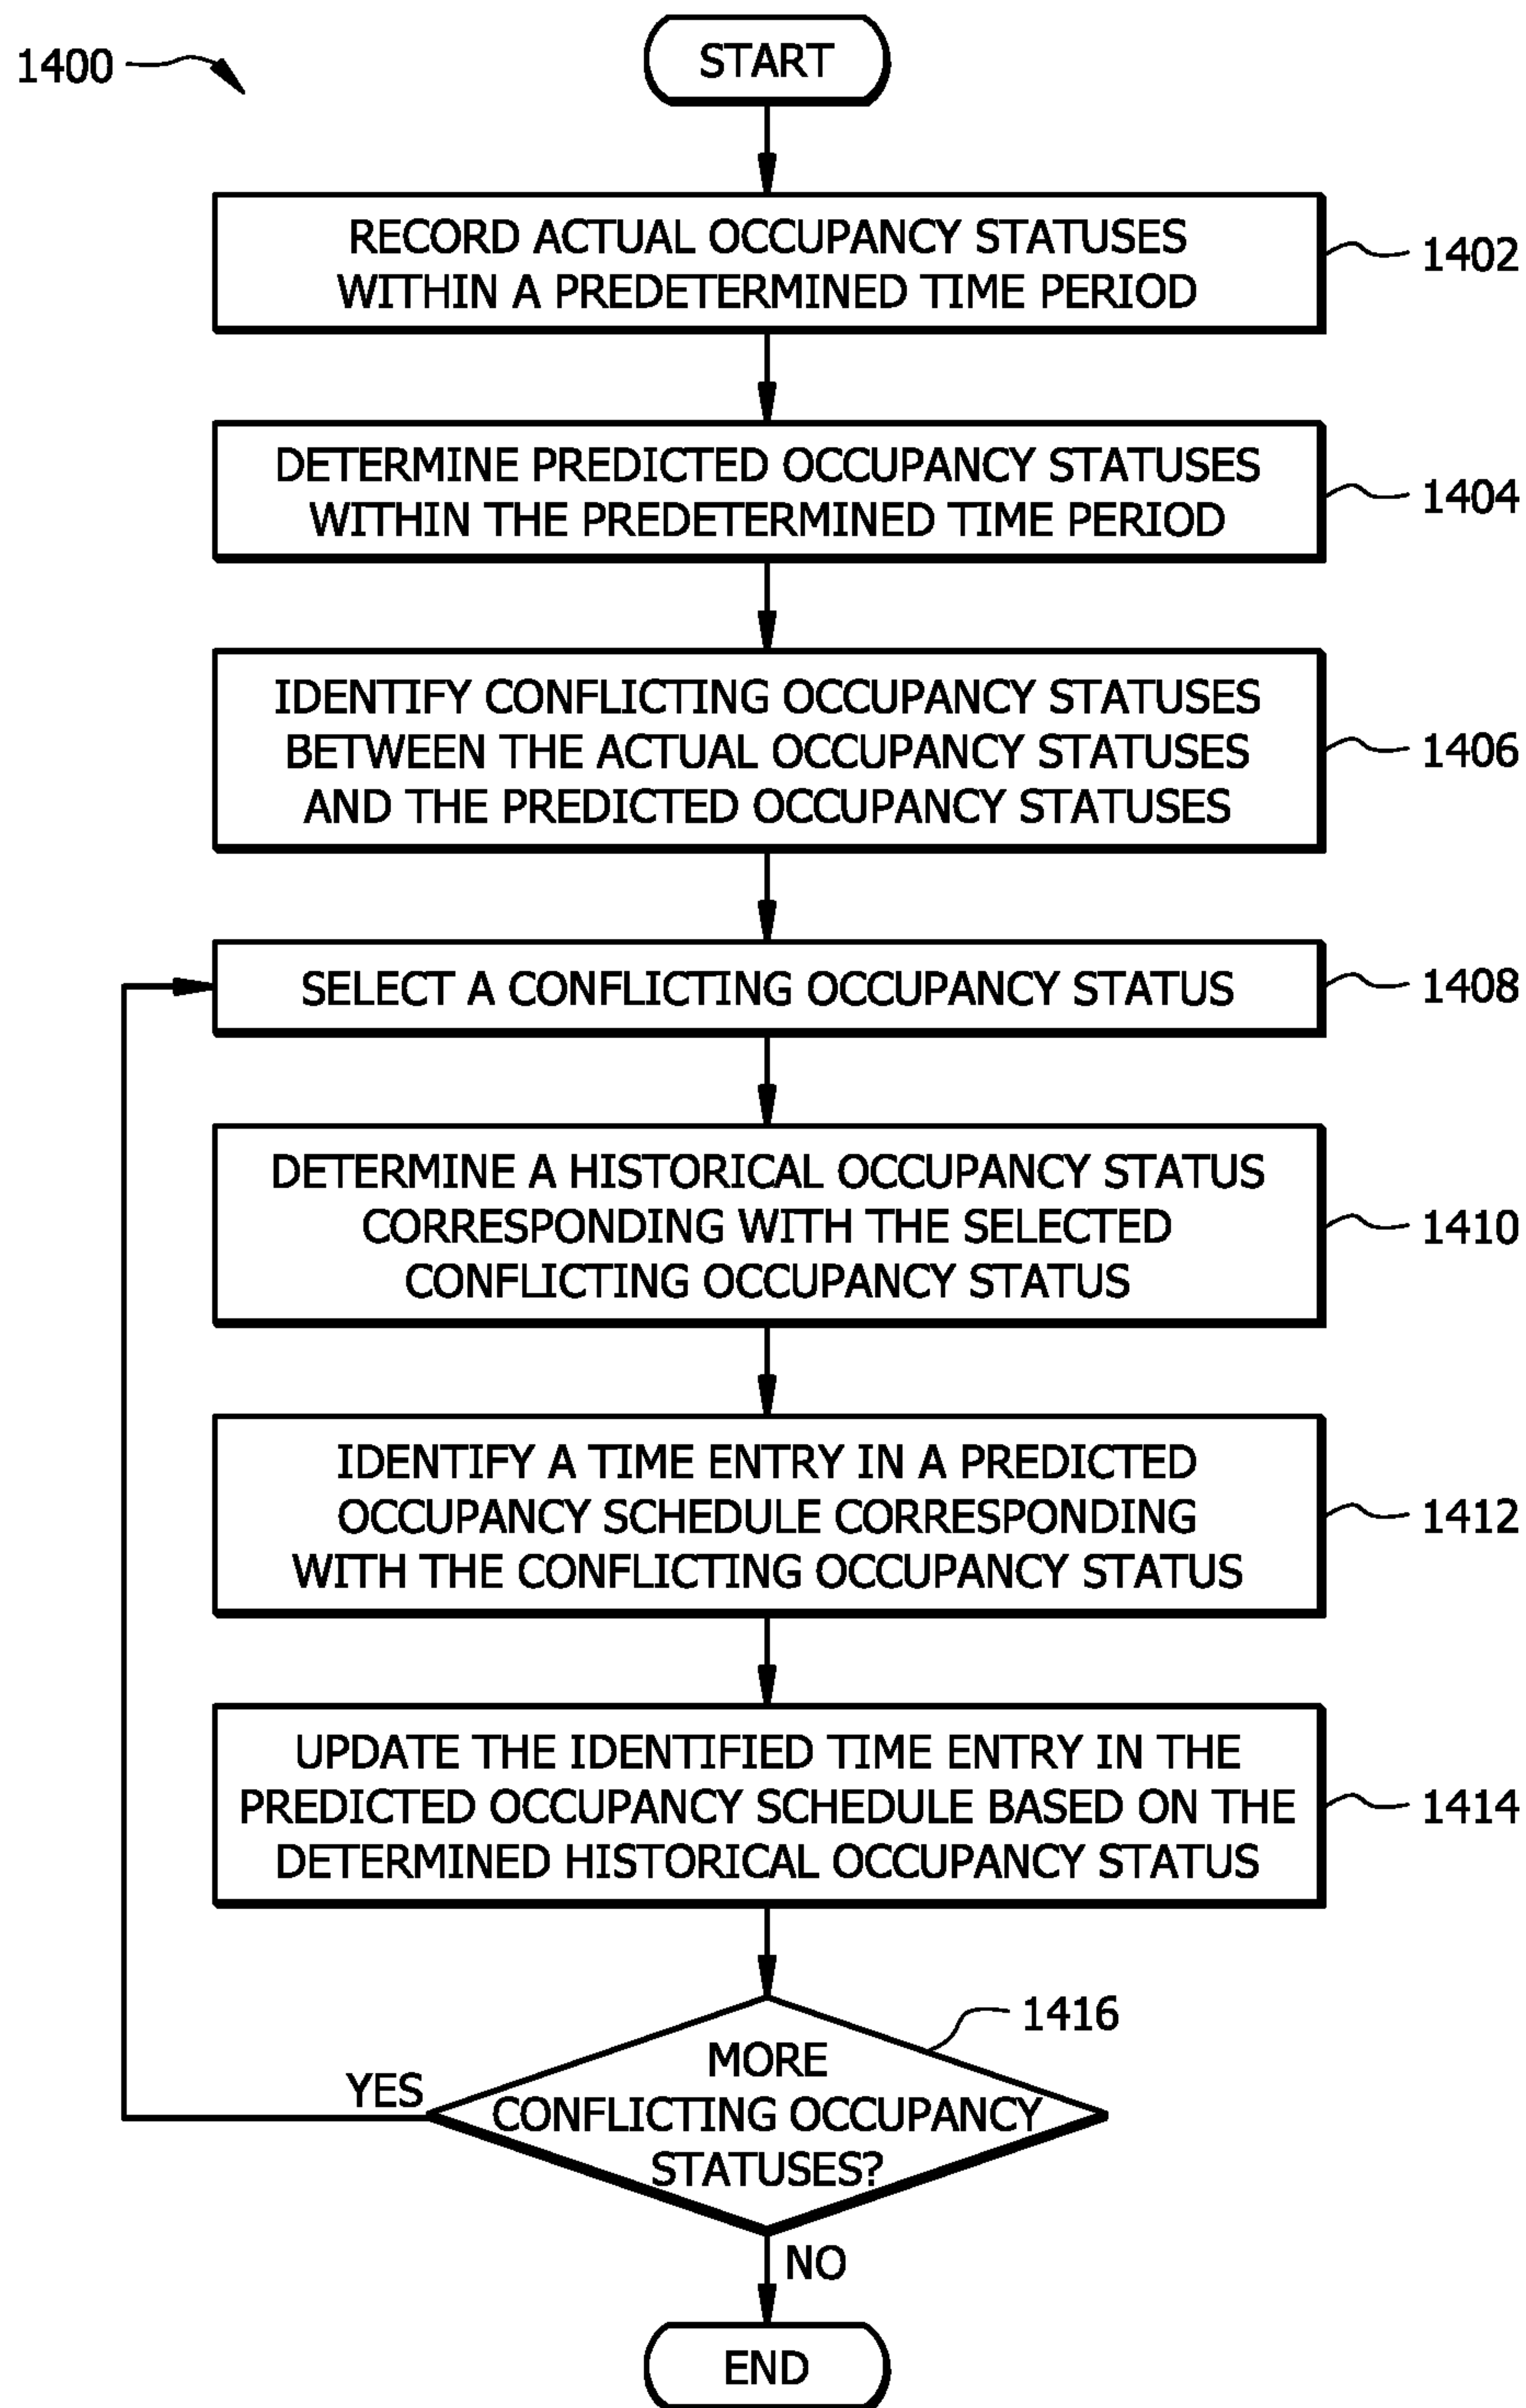 1400
START
RECORD ACTUAL OCCUPANCY STATUSES
WITHIN A PREDETERMINED TIME PERIOD
1402
DETERMINE PREDICTED OCCUPANCY STATUSES
WITHIN THE PREDETERMINED TIME PERIOD
1404
IDENTIFY CONFLICTING OCCUPANCY STATUSES
BETWEEN THE ACTUAL OCCUPANCY STATUSES
AND THE PREDICTED OCCUPANCY STATUSES
1406
SELECT A CONFLICTING OCCUPANCY STATUS
1408
DETERMINE A HISTORICAL OCCUPANCY STATUS
CORRESPONDING WITH THE SELECTED
CONFLICTING OCCUPANCY STATUS
1410
IDENTIFY A TIME ENTRY IN A PREDICTED
OCCUPANCY SCHEDULE CORRESPONDING
WITH THE CONFLICTING OCCUPANCY STATUS
1412
UPDATE THE IDENTIFIED TIME ENTRY IN THE
PREDICTED OCCUPANCY SCHEDULE BASED ON THE
DETERMINED HISTORICAL OCCUPANCY STATUS
1414
1416
MORE
CONFLICTING OCCUPANCY
STATUSES?
YES
NO
END